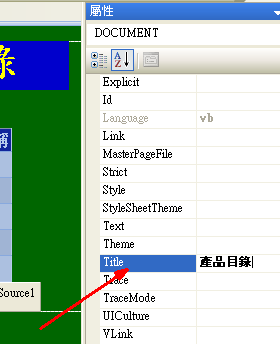 錄
稱
Source1
屬性
DOCUMENT
Explicit
Id
Language vb
Link
MasterPageFile
Strict
Style
StyleSheetTheme
Text
Theme
Title 產品目錄
Trace
TraceMode
UICulture
VLink